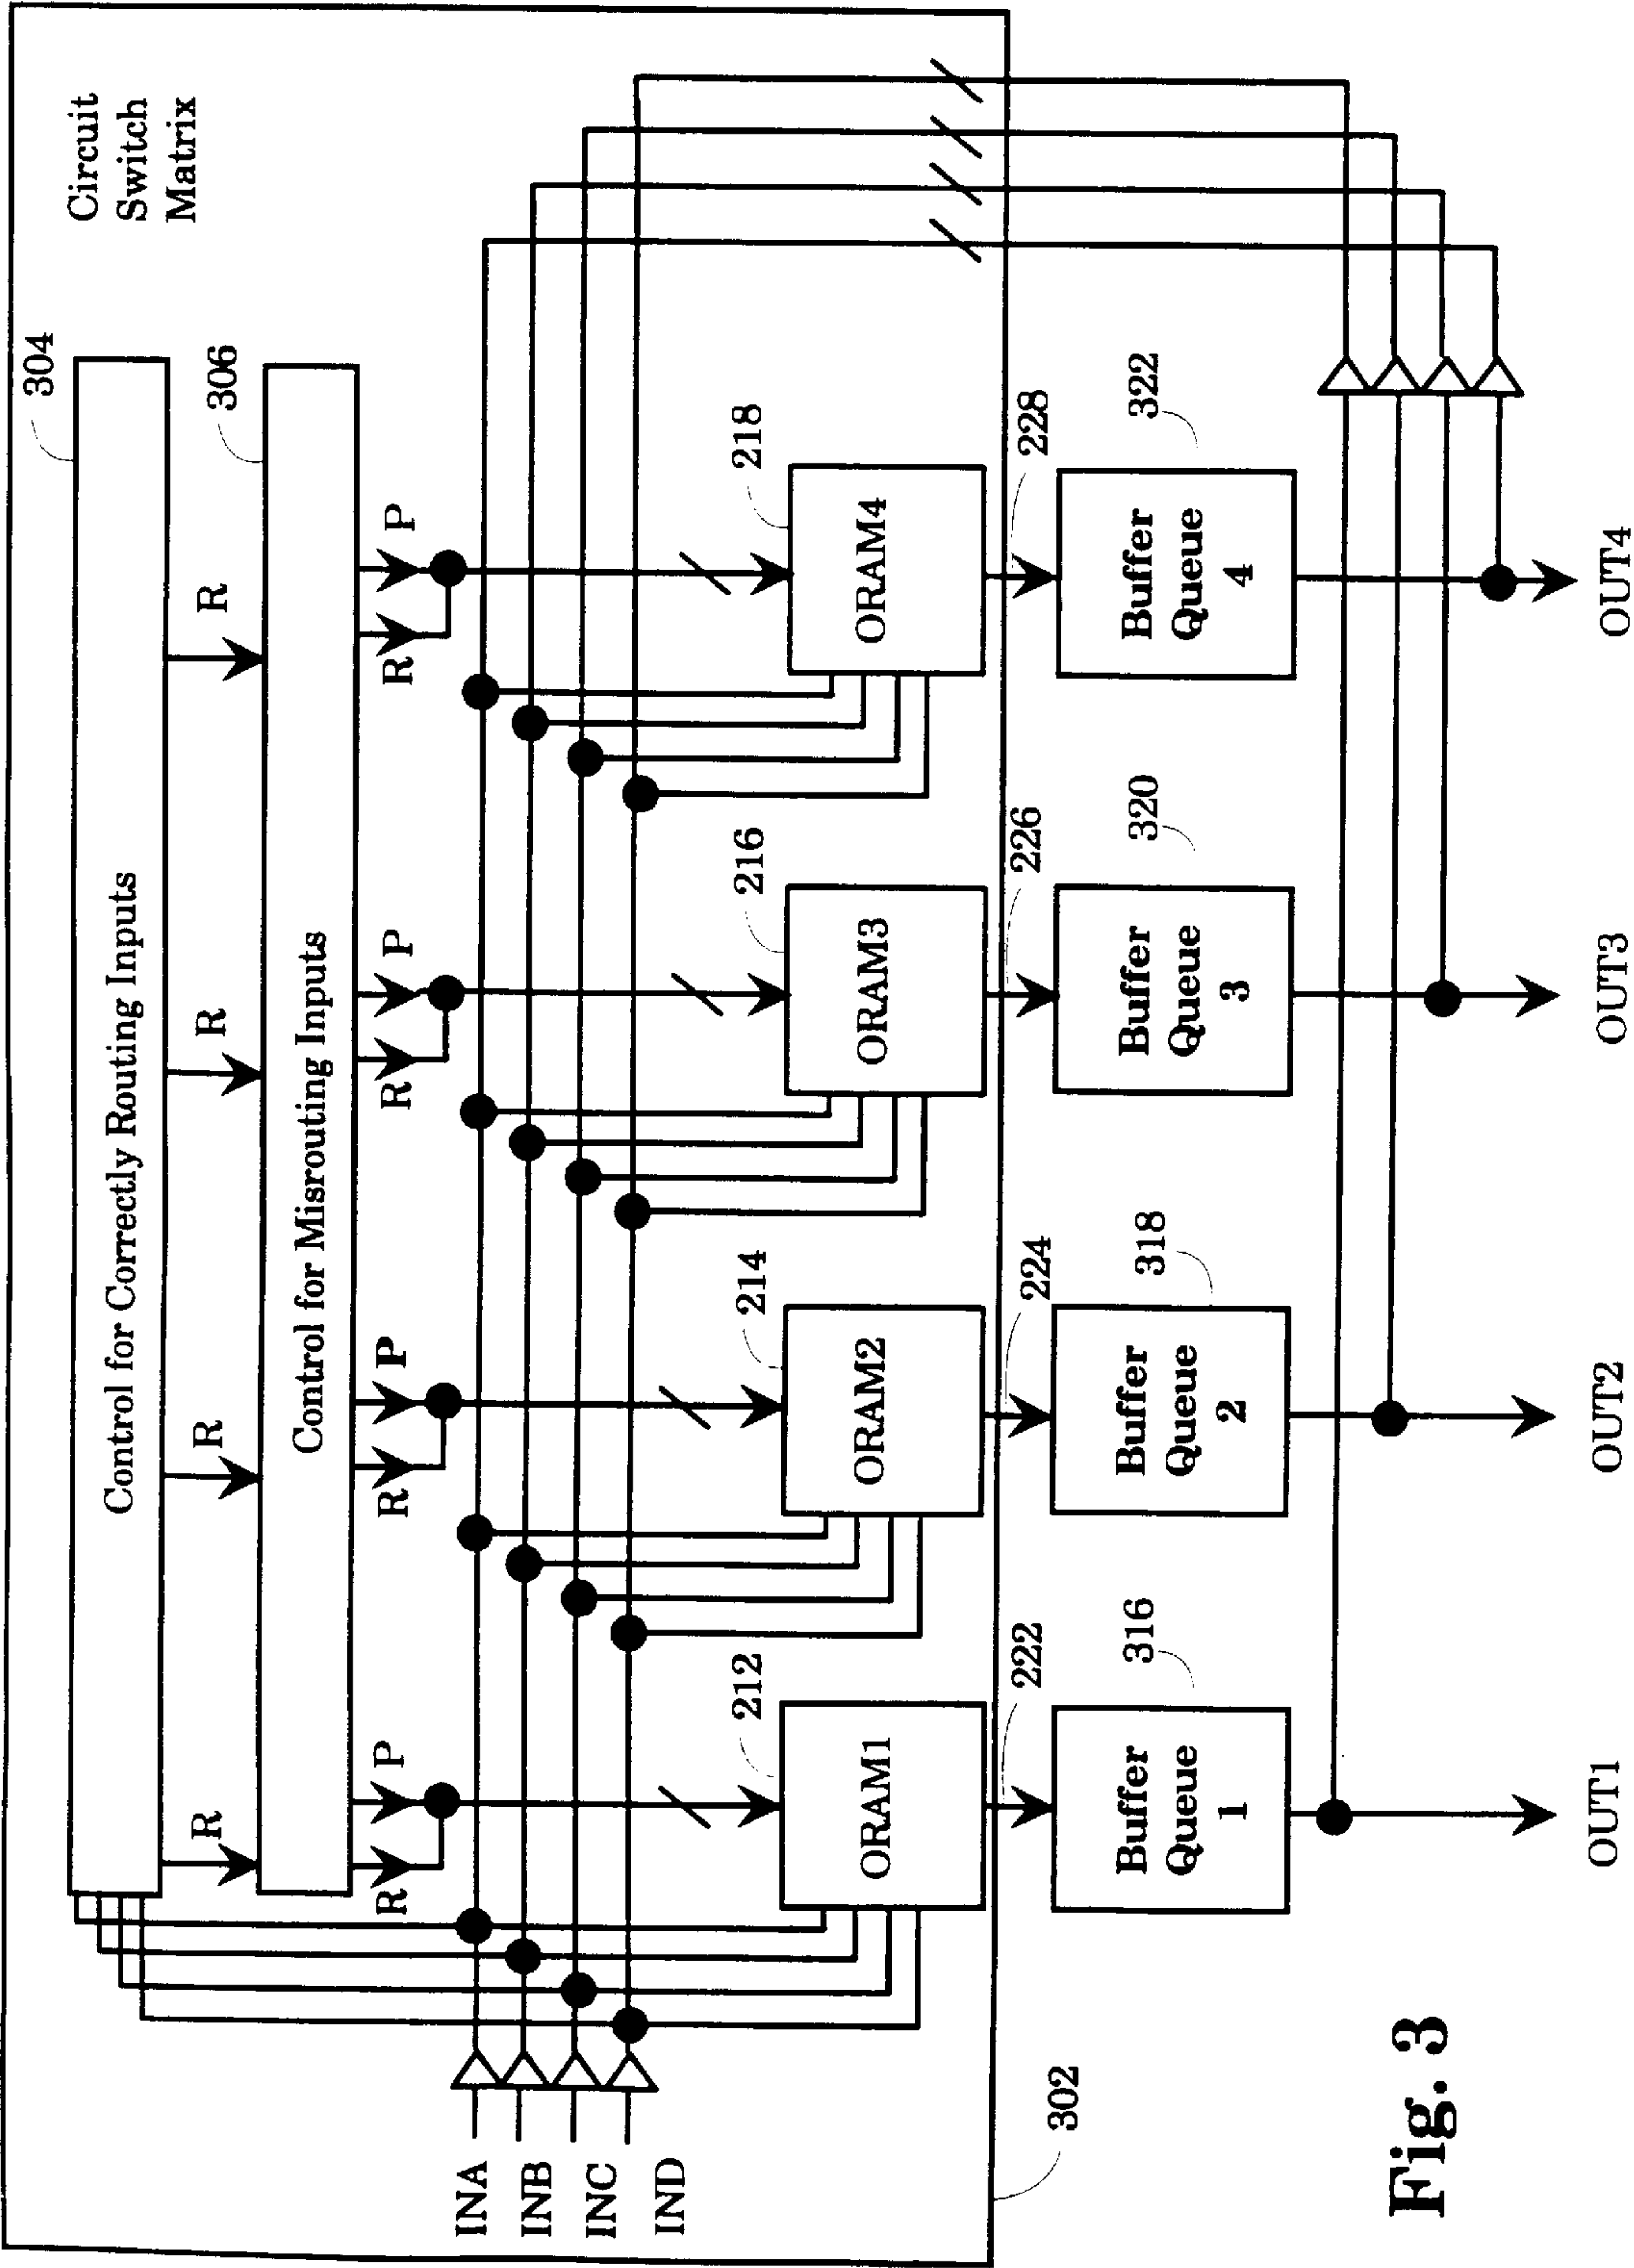 Circuit
Switch
Matrix
304
Control for Correctly Routing Inputs
R
R
R
R
306
Control for Misrouting Inputs
R
P
R
P
R
P
R
P
INA
INB
INC
IND
212
214
216
218
ORAM1
ORAM2
ORAM3
ORAM4
302
222
224
226
228
316
318
320
322
Buffer
Queue
1
Buffer
Queue
2
Buffer
Queue
3
Buffer
Queue
4
OUT1
OUT2
OUT3
OUT4
Fig. 3